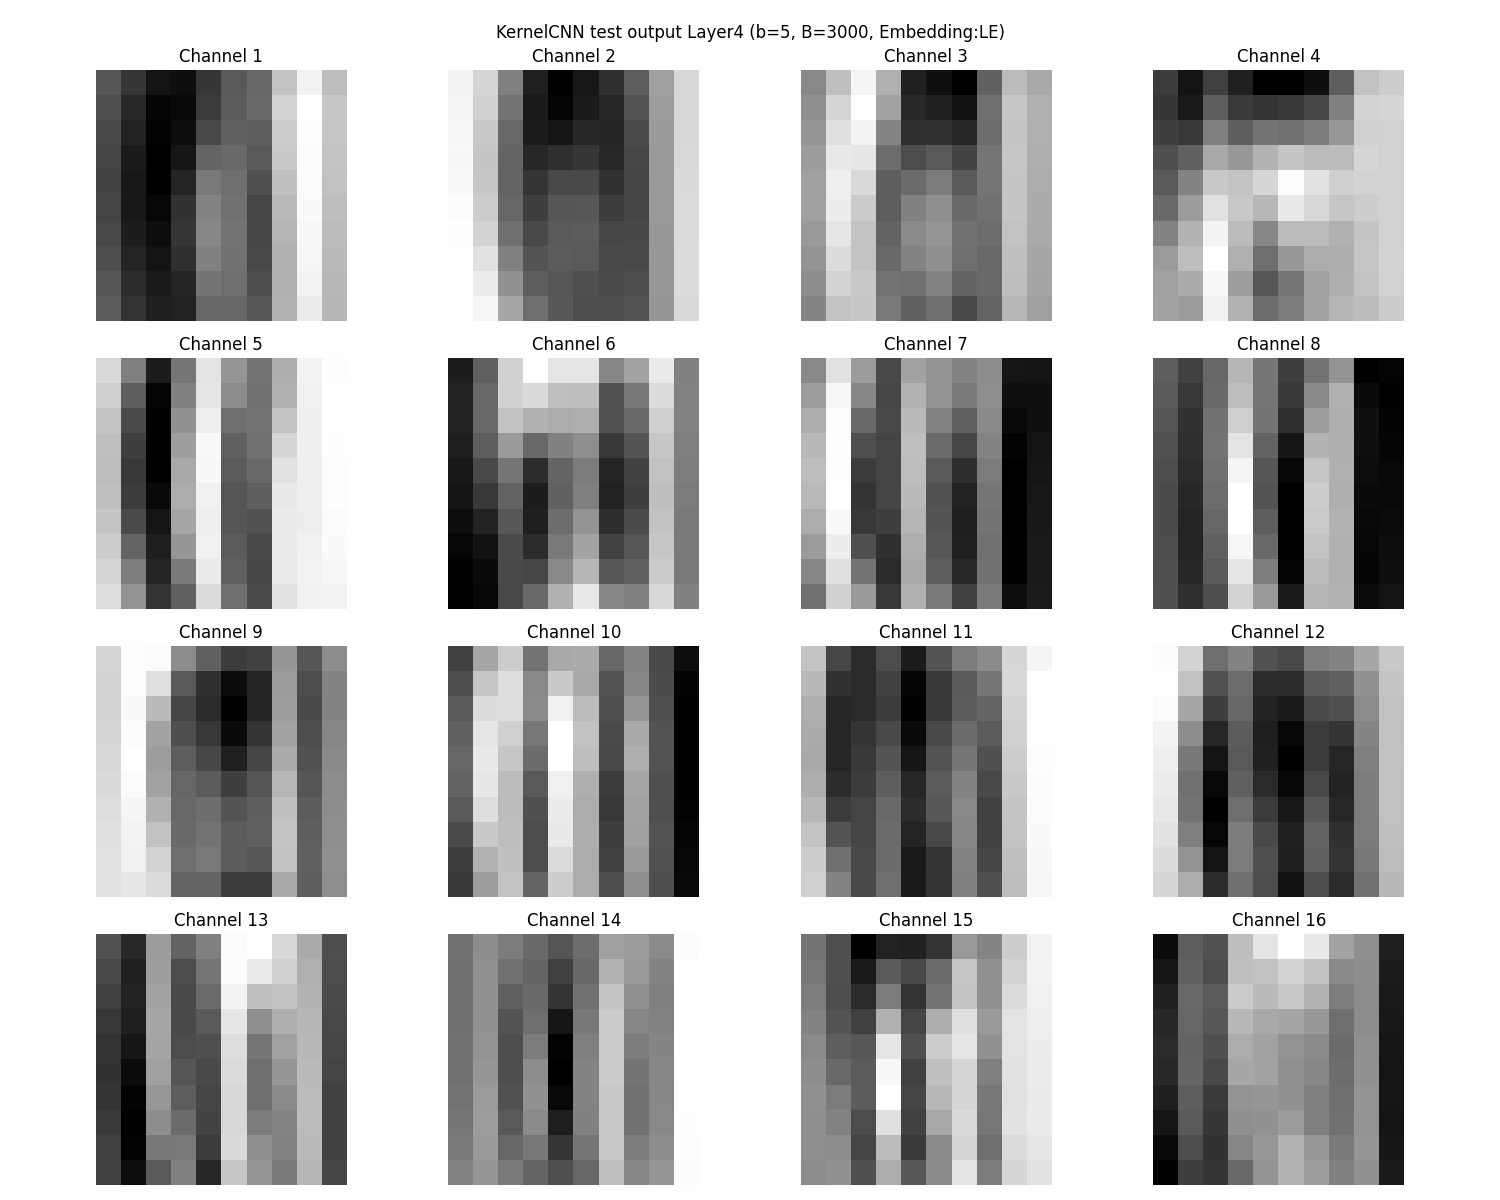 KernelCNN test output Layer4 (b=5, B=3000, Embedding:LE)
Channel 1
Channel 2
Channel 3
Channel 4
Channel 5
Channel 6
Channel 7
Channel 8
Channel 9
Channel 10
Channel 11
Channel 12
Channel 13
Channel 14
Channel 15
Channel 16